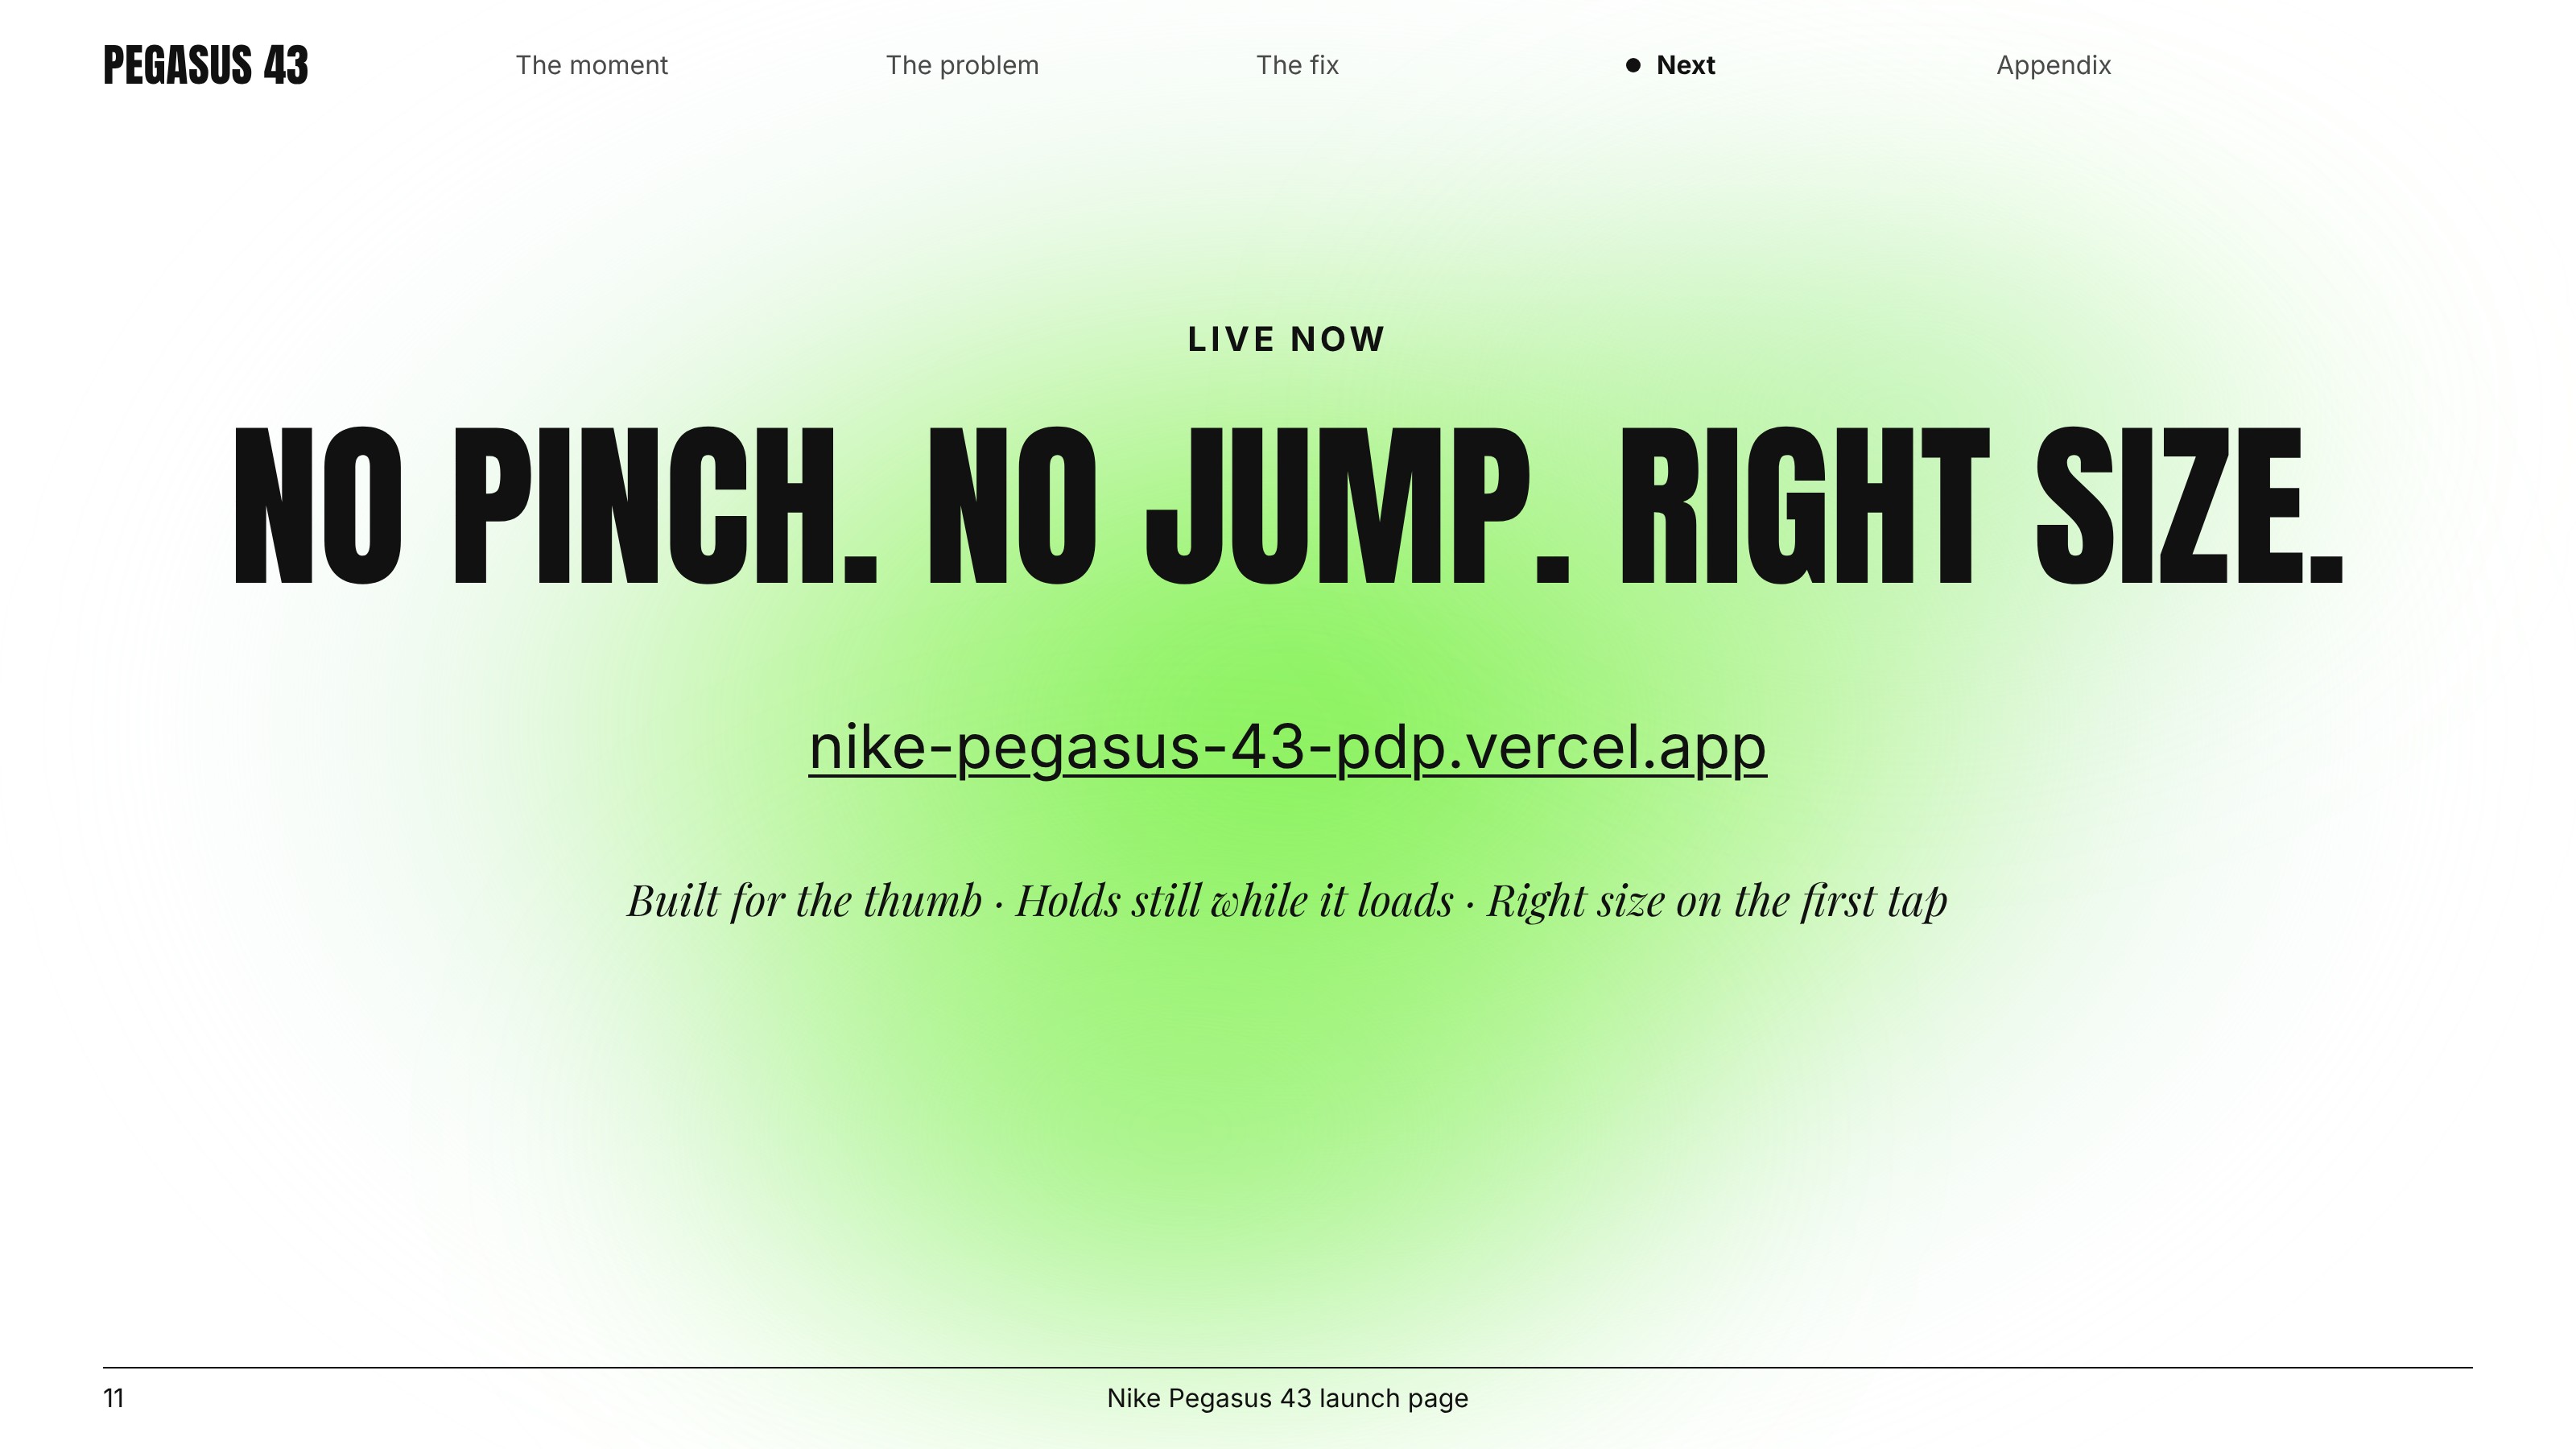 PEGASUS 43
The moment
The problem
The fix
Next
Appendix
LIVE NOW
NO PINCH. NO JUMP. RIGHT SIZE.
nike-pegasus-43-pdp.vercel.app
Built for the thumb · Holds still while it loads · Right size on the first tap
11
Nike Pegasus 43 launch page